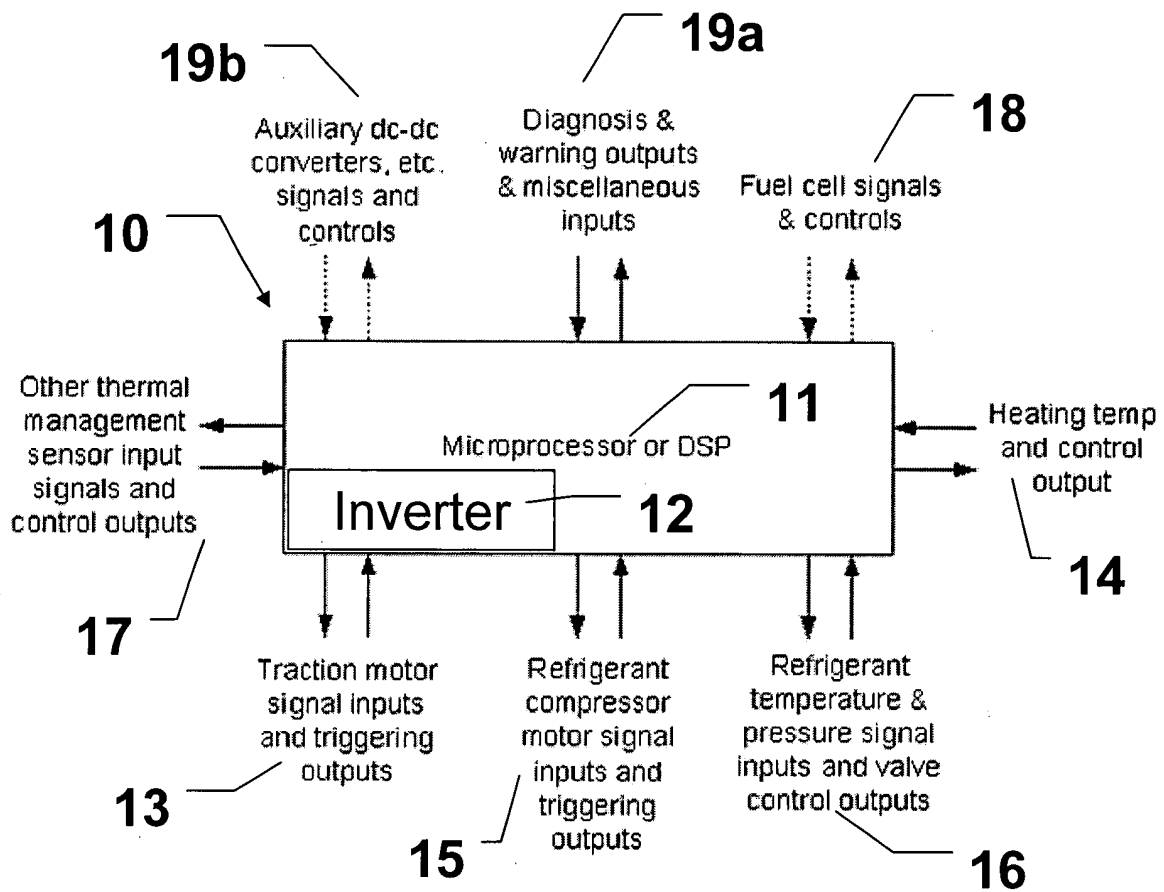 19b
19a
18
Auxiliary dc-dc
converters, etc.
signals and
controls
Diagnosis &
warning outputs
& miscellaneous
inputs
Fuel cell signals
& controls
10
Other thermal
management
sensor input
signals and
control outputs
11
Microprocessor or DSP
Heating temp
and control
output
Inverter
12
14
17
Traction motor
signal inputs
and triggering
outputs
Refrigerant
compressor
motor signal
inputs and
triggering
outputs
Refrigerant
temperature &
pressure signal
inputs and valve
control outputs
13
15
16